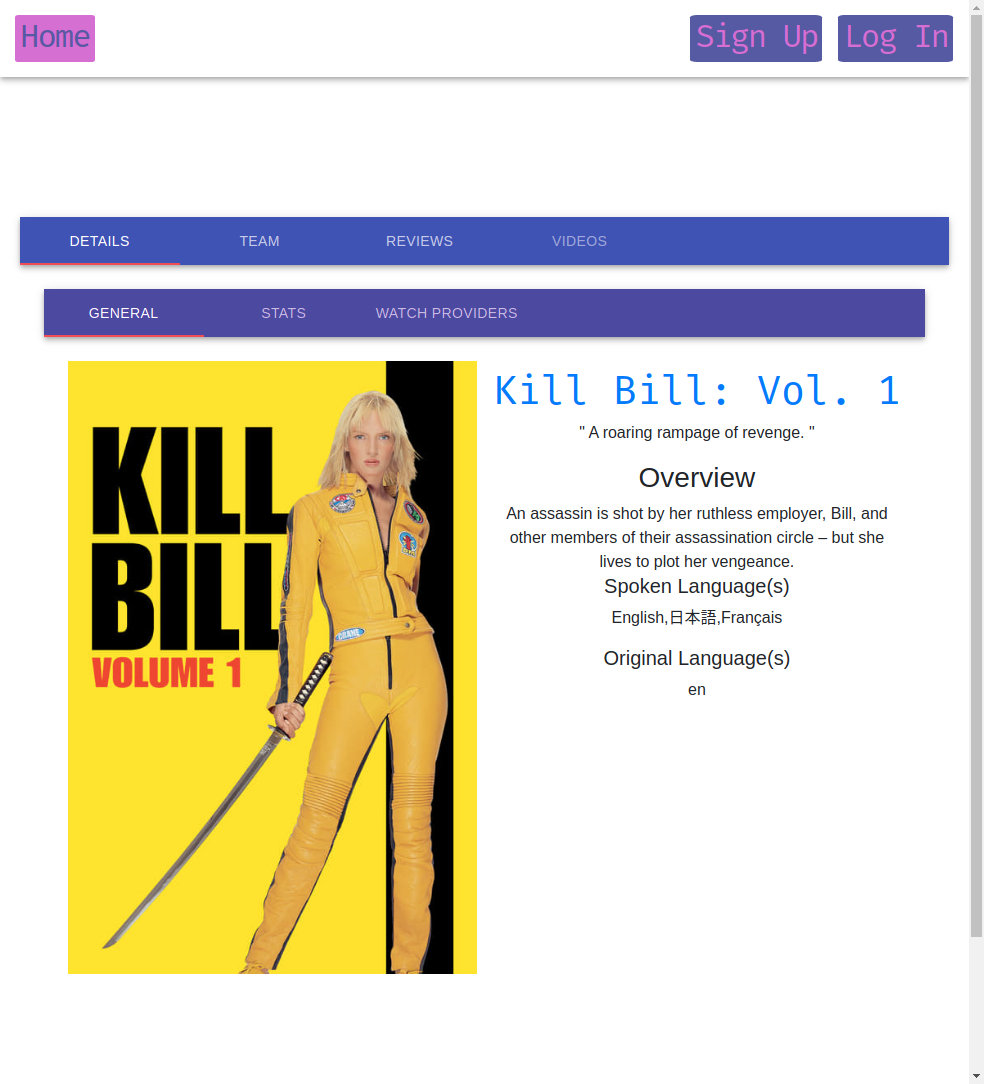 Home
Sign Up
Log In
DETAILS
TEAM
REVIEWS
VIDEOS
GENERAL
STATS
WATCH PROVIDERS
KILL
BILL
VOLUME 1
CRANE
Kill Bill: Vol. 1
" A roaring rampage of revenge. "
Overview
An assassin is shot by her ruthless employer, Bill, and
other members of their assassination circle – but she
lives to plot her vengeance.
Spoken Language(s)
English,日本語,Français
Original Language(s)
en